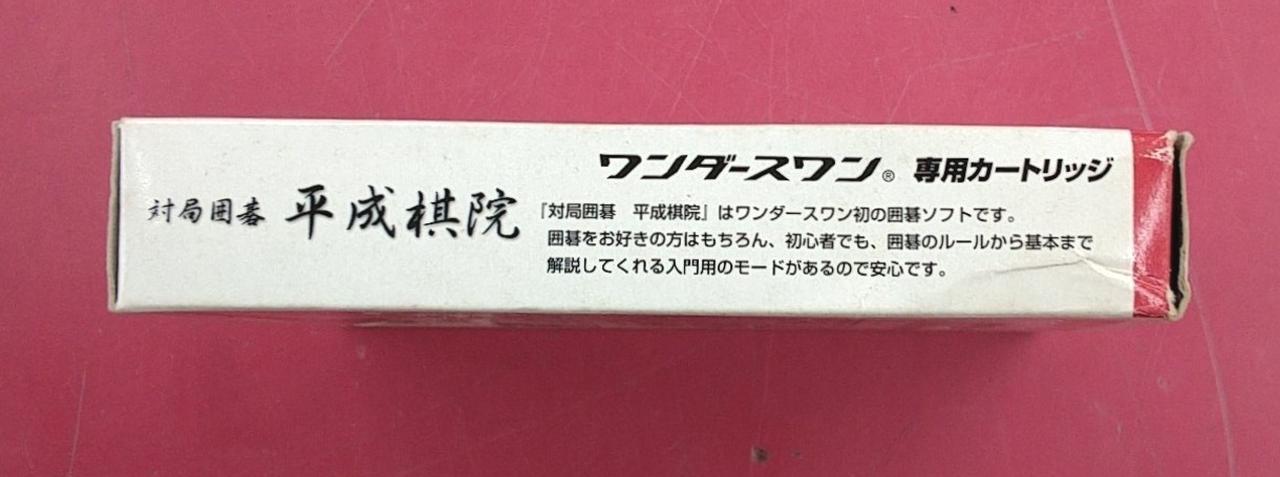 対局囲碁 平成棋院
ワンダースワン® 専用カートリッジ
『対局囲碁 平成棋院』はワンダースワン初の囲碁ソフトです。
囲碁をお好きの方はもちろん、初心者でも、囲碁のルールから基本まで
解説してくれる入門用のモードがあるので安心です。